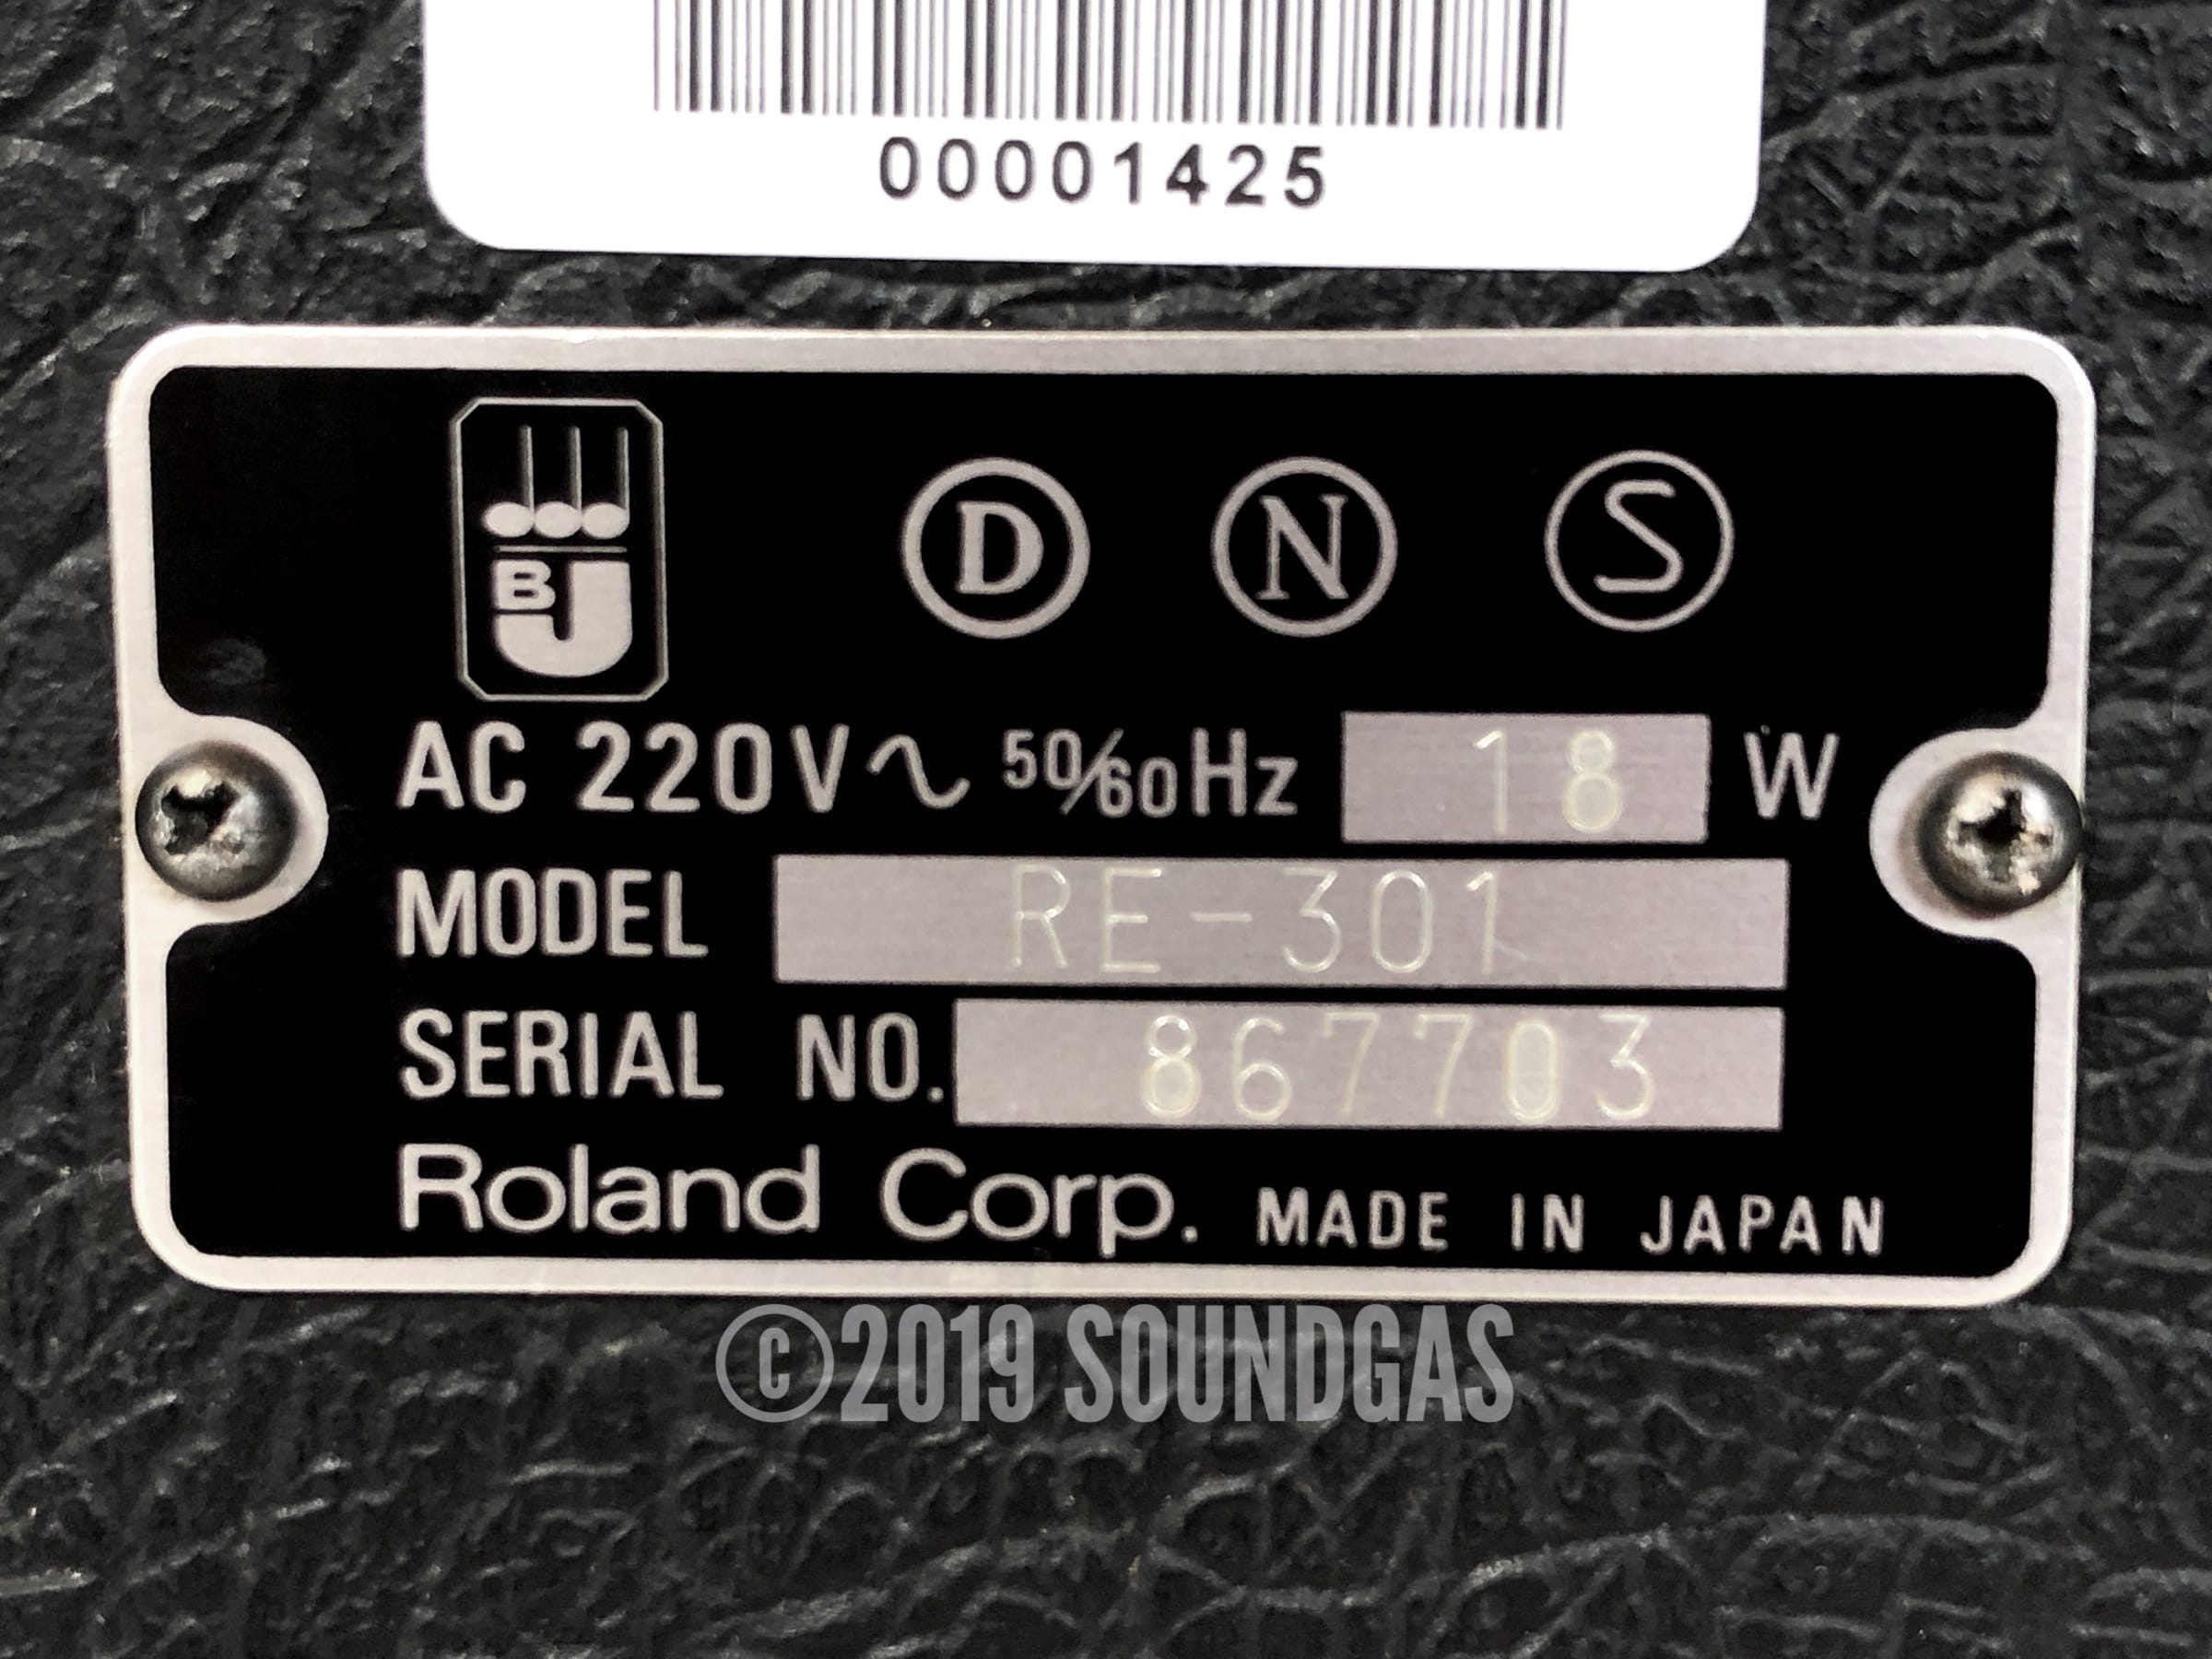 00001425
BJ
D N S
AC 220V∿ 50/60Hz 18 W
MODEL RE-301
SERIAL NO. 867703
Roland Corp. MADE IN JAPAN
©2019 SOUNDGAS